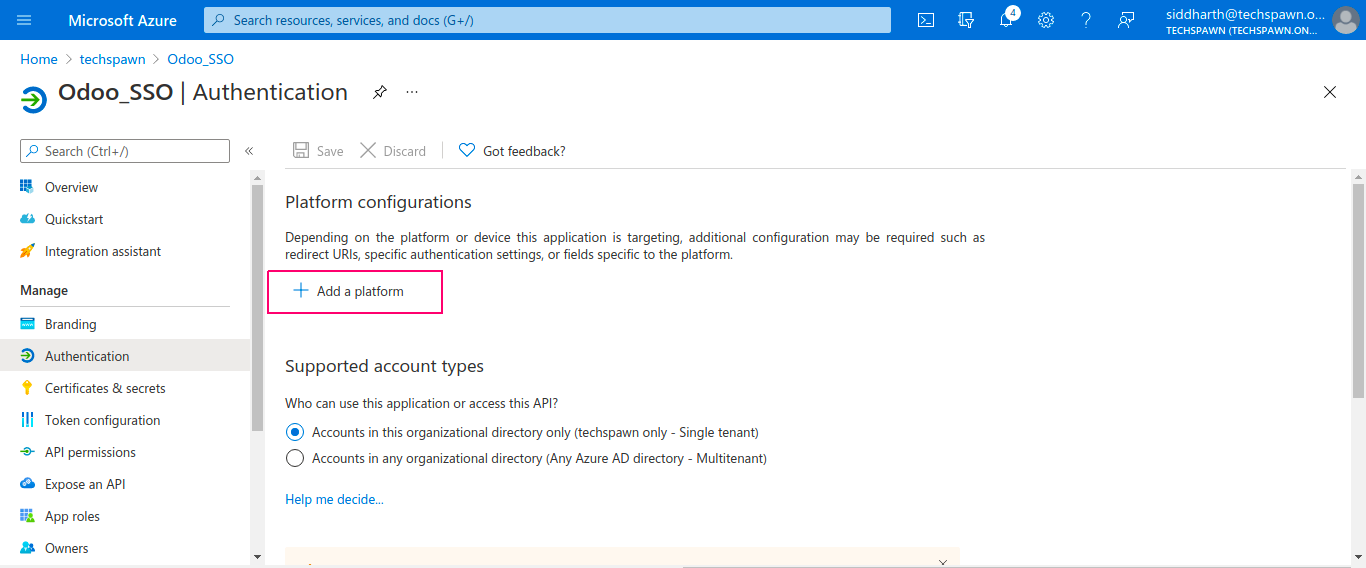 Microsoft Azure
Search resources, services, and docs (G+/)
4
siddharth@techspawn.o...
TECHSPAWN (TECHSPAWN.ON...
Home > techspawn > Odoo_SSO
Odoo_SSO | Authentication
...
Search (Ctrl+/)
«
Save
Discard
Got feedback?
Overview
Quickstart
Integration assistant
Manage
Branding
Authentication
Certificates & secrets
Token configuration
API permissions
Expose an API
App roles
Owners
Platform configurations
Depending on the platform or device this application is targeting, additional configuration may be required such as
redirect URIs, specific authentication settings, or fields specific to the platform.
Add a platform
Supported account types
Who can use this application or access this API?
Accounts in this organizational directory only (techspawn only - Single tenant)
Accounts in any organizational directory (Any Azure AD directory - Multitenant)
Help me decide...